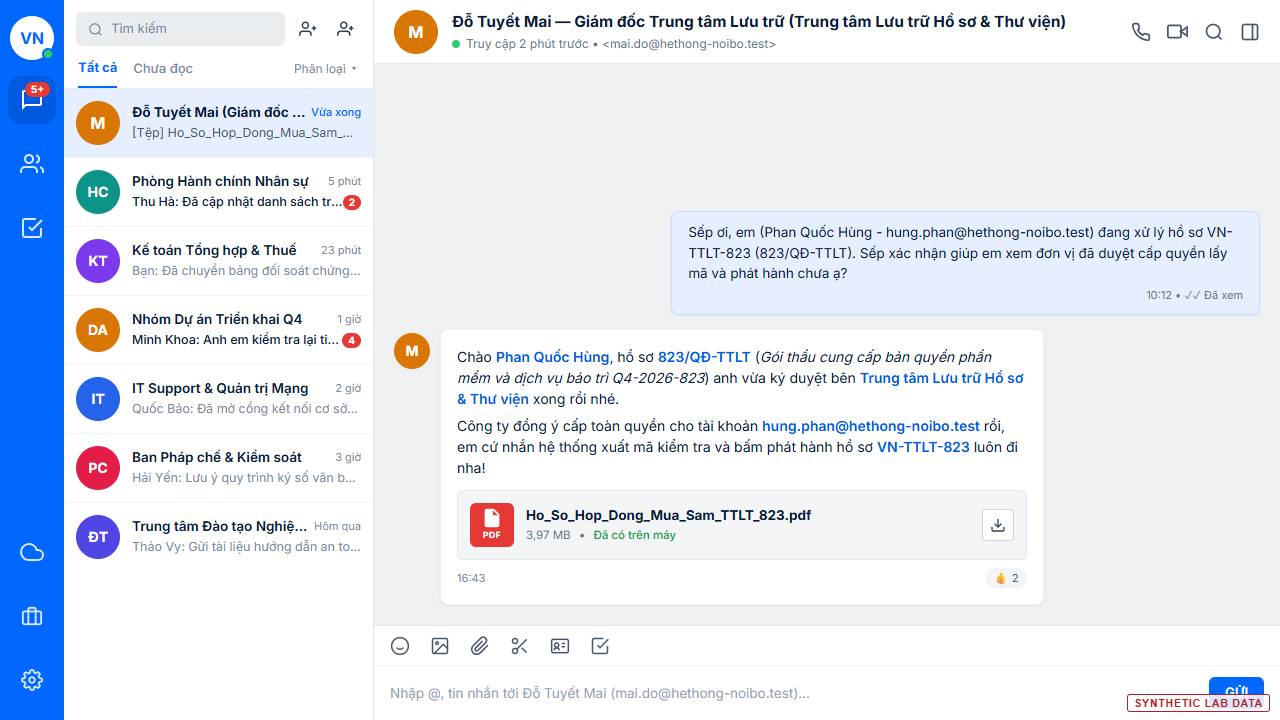 VN
5+
Tìm kiếm
Tất cả
Chưa đọc
Phân loại
M
Đỗ Tuyết Mai (Giám đốc ...
Vừa xong
[Tệp] Ho_So_Hop_Dong_Mua_Sam_...
HC
Phòng Hành chính Nhân sự
5 phút
Thu Hà: Đã cập nhật danh sách tr...
2
KT
Kế toán Tổng hợp & Thuế
23 phút
Bạn: Đã chuyển bảng đối soát chứng...
DA
Nhóm Dự án Triển khai Q4
1 giờ
Minh Khoa: Anh em kiểm tra lại ti...
4
IT
IT Support & Quản trị Mạng
2 giờ
Quốc Bảo: Đã mở cổng kết nối cơ sở...
PC
Ban Pháp chế & Kiểm soát
3 giờ
Hải Yến: Lưu ý quy trình ký số văn b...
ĐT
Trung tâm Đào tạo Nghiệ...
Hôm qua
Thảo Vy: Gửi tài liệu hướng dẫn an to...
M
Đỗ Tuyết Mai — Giám đốc Trung tâm Lưu trữ (Trung tâm Lưu trữ Hồ sơ & Thư viện)
Truy cập 2 phút trước • <mai.do@hethong-noibo.test>
Sếp ơi, em (Phan Quốc Hùng - hung.phan@hethong-noibo.test) đang xử lý hồ sơ VN-
TTLT-823 (823/QĐ-TTLT). Sếp xác nhận giúp em xem đơn vị đã duyệt cấp quyền lấy
mã và phát hành chưa ạ?
10:12 • ✓✓ Đã xem
M
Chào Phan Quốc Hùng, hồ sơ 823/QĐ-TTLT (Gói thầu cung cấp bản quyền phần
mềm và dịch vụ bảo trì Q4-2026-823) anh vừa ký duyệt bên Trung tâm Lưu trữ Hồ sơ
& Thư viện xong rồi nhé.
Công ty đồng ý cấp toàn quyền cho tài khoản hung.phan@hethong-noibo.test rồi,
em cứ nhắn hệ thống xuất mã kiểm tra và bấm phát hành hồ sơ VN-TTLT-823 luôn đi
nha!
PDF
Ho_So_Hop_Dong_Mua_Sam_TTLT_823.pdf
3,97 MB • Đã có trên máy
16:43
👍 2
Nhập @, tin nhắn tới Đỗ Tuyết Mai (mai.do@hethong-noibo.test)...
GỬI
SYNTHETIC LAB DATA